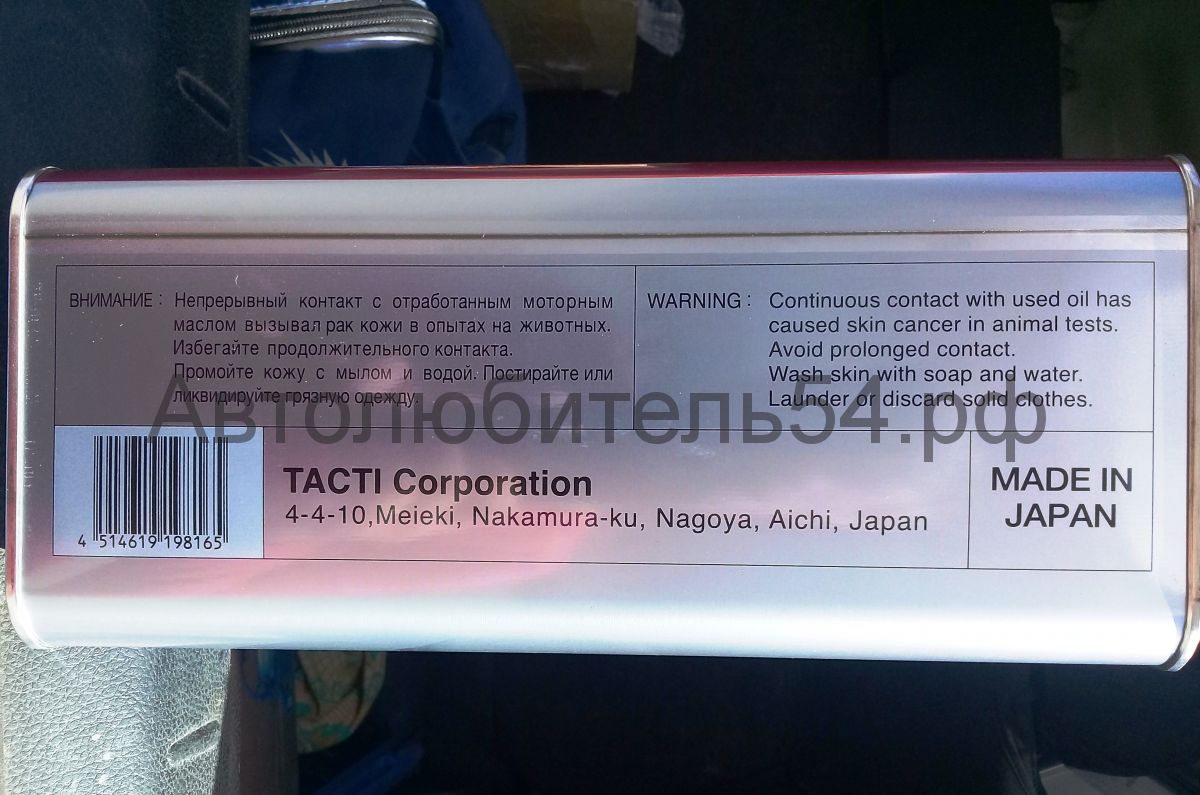 ВНИМАНИЕ : Непрерывный контакт с отработанным моторным
маслом вызывал рак кожи в опытах на животных.
Избегайте продолжительного контакта.
Промойте кожу с мылом и водой. Постирайте или
ликвидируйте грязную одежду.
WARNING : Continuous contact with used oil has
caused skin cancer in animal tests.
Avoid prolonged contact.
Wash skin with soap and water.
Launder or discard solid clothes.
Автолюбитель54.рф
4 514619 198165
TACTI Corporation
4-4-10,Meieki, Nakamura-ku, Nagoya, Aichi, Japan
MADE IN
JAPAN